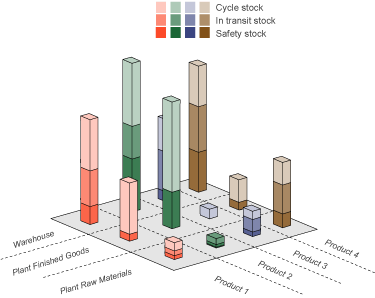 Cycle stock
In transit stock
Safety stock
Warehouse
Plant Finished Goods
Plant Raw Materials
Product 1
Product 2
Product 3
Product 4